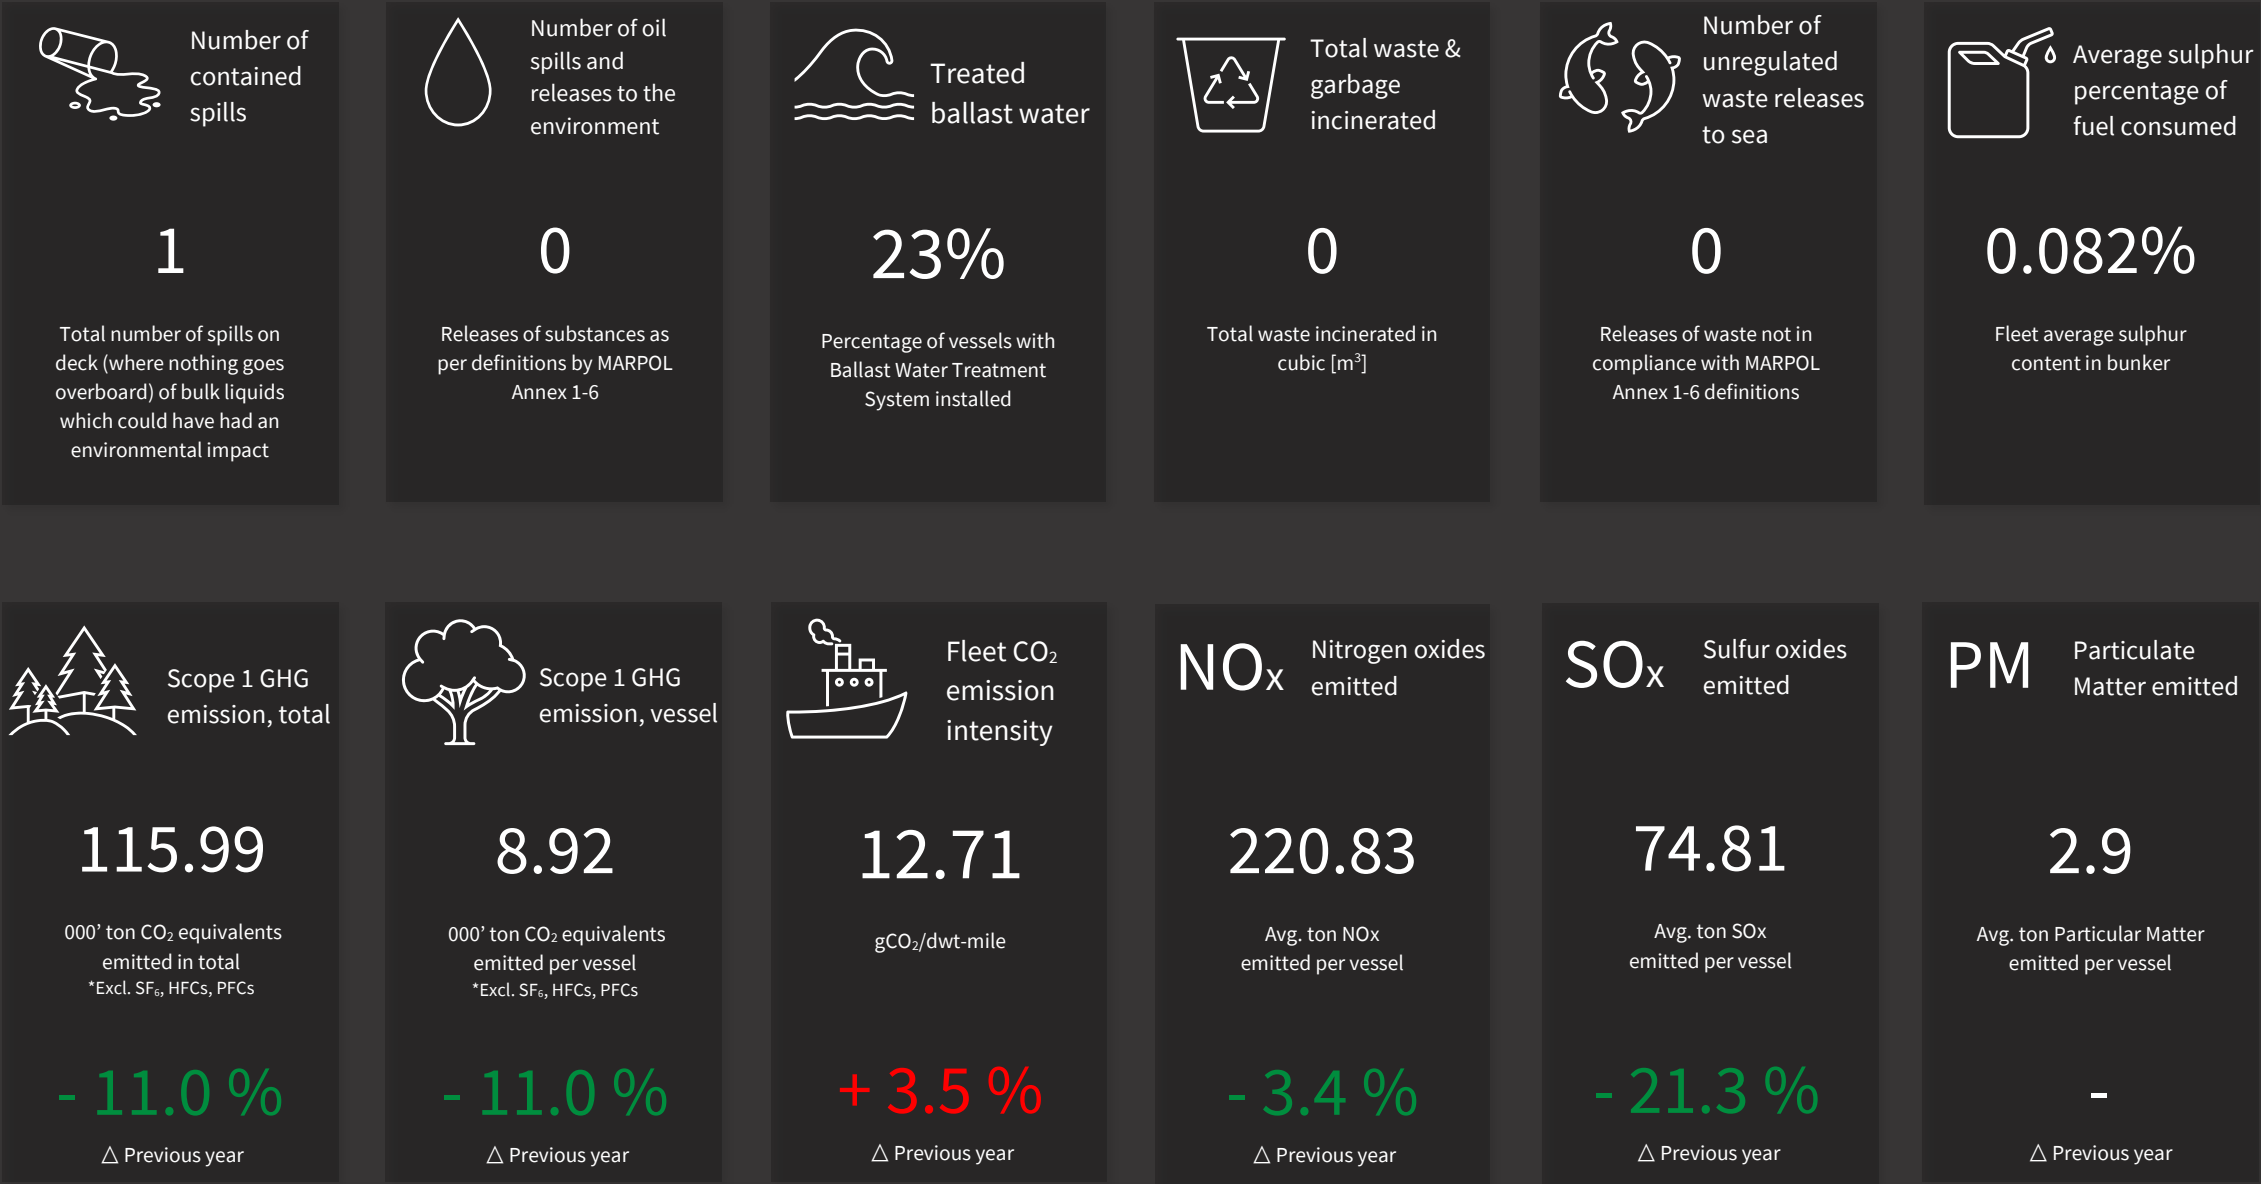 Number of
contained
spills
1
Total number of spills on
deck (where nothing goes
overboard) of bulk liquids
which could have had an
environmental impact
Number of oil
spills and
releases to the
environment
0
Releases of substances as
per definitions by MARPOL
Annex 1-6
Treated
ballast water
23%
Percentage of vessels with
Ballast Water Treatment
System installed
Total waste &
garbage
incinerated
0
Total waste incinerated in
cubic [m³]
Number of
unregulated
waste releases
to sea
0
Releases of waste not in
compliance with MARPOL
Annex 1-6 definitions
Average sulphur
percentage of
fuel consumed
0.082%
Fleet average sulphur
content in bunker
Scope 1 GHG
emission, total
115.99
000’ ton CO₂ equivalents
emitted in total
*Excl. SF₆, HFCs, PFCs
- 11.0 %
△ Previous year
Scope 1 GHG
emission, vessel
8.92
000’ ton CO₂ equivalents
emitted per vessel
*Excl. SF₆, HFCs, PFCs
- 11.0 %
△ Previous year
Fleet CO₂
emission
intensity
12.71
gCO₂/dwt-mile
+ 3.5 %
△ Previous year
NOx
Nitrogen oxides
emitted
220.83
Avg. ton NOx
emitted per vessel
- 3.4 %
△ Previous year
SOx
Sulfur oxides
emitted
74.81
Avg. ton SOx
emitted per vessel
- 21.3 %
△ Previous year
PM
Particulate
Matter emitted
2.9
Avg. ton Particular Matter
emitted per vessel
-
△ Previous year